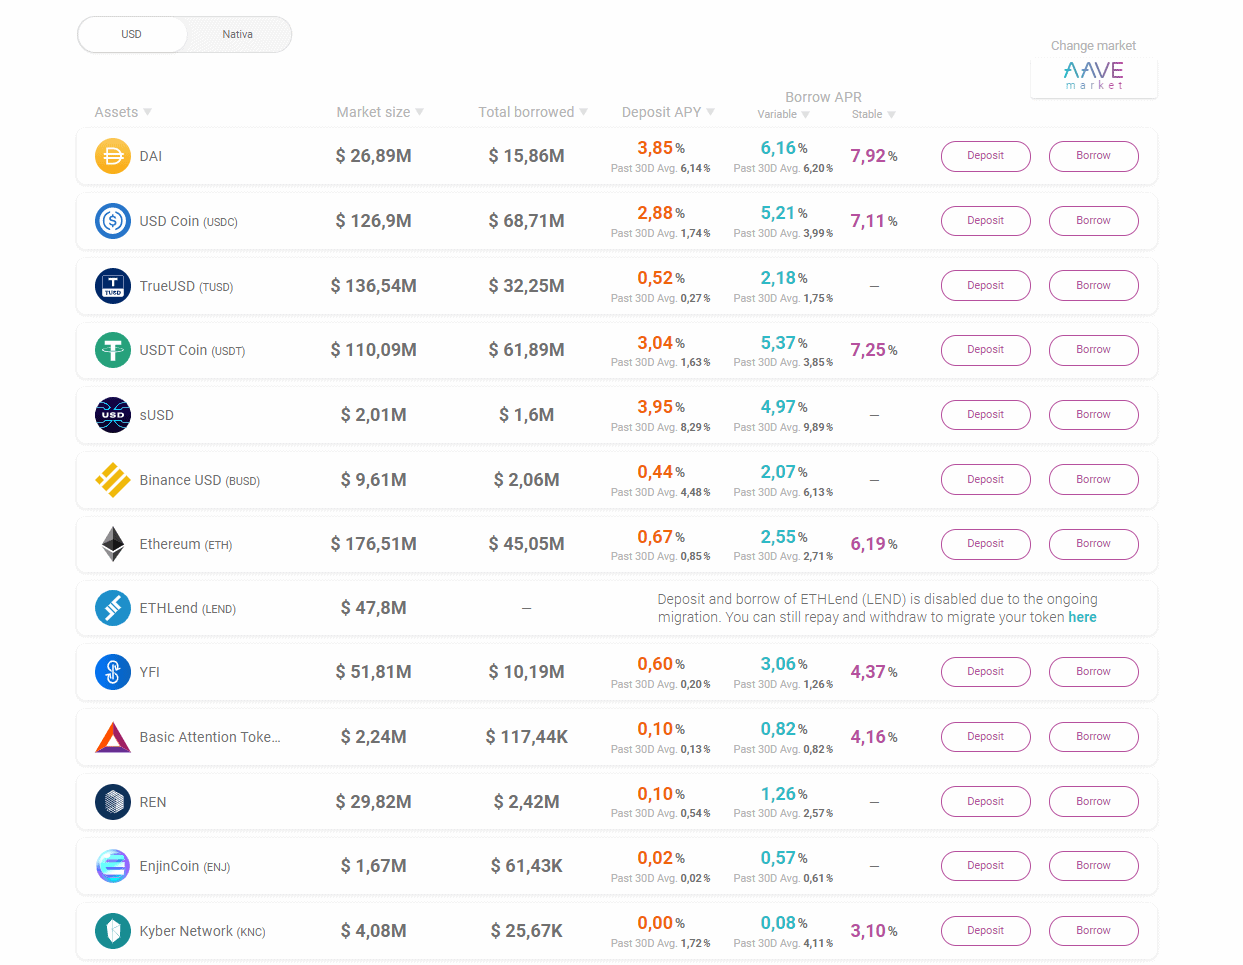 USD Nativa
Change market
AAVE
market
Borrow APR
Assets Market size Total borrowed Deposit APY Variable Stable
DAI $ 26,89M $ 15,86M 3,85 % 6,16 % 7,92 % Deposit Borrow
Past 30D Avg. 6,14 % Past 30D Avg. 6,20 %
USD Coin (USDC) $ 126,9M $ 68,71M 2,88 % 5,21 % 7,11 % Deposit Borrow
Past 30D Avg. 1,74 % Past 30D Avg. 3,99 %
TUSD
TrueUSD (TUSD) $ 136,54M $ 32,25M 0,52 % 2,18 % — Deposit Borrow
Past 30D Avg. 0,27 % Past 30D Avg. 1,75 %
USDT Coin (USDT) $ 110,09M $ 61,89M 3,04 % 5,37 % 7,25 % Deposit Borrow
Past 30D Avg. 1,63 % Past 30D Avg. 3,85 %
USD
sUSD $ 2,01M $ 1,6M 3,95 % 4,97 % — Deposit Borrow
Past 30D Avg. 8,29 % Past 30D Avg. 9,89 %
Binance USD (BUSD) $ 9,61M $ 2,06M 0,44 % 2,07 % — Deposit Borrow
Past 30D Avg. 4,48 % Past 30D Avg. 6,13 %
Ethereum (ETH) $ 176,51M $ 45,05M 0,67 % 2,55 % 6,19 % Deposit Borrow
Past 30D Avg. 0,85 % Past 30D Avg. 2,71 %
ETHLend (LEND) $ 47,8M — Deposit and borrow of ETHLend (LEND) is disabled due to the ongoing
migration. You can still repay and withdraw to migrate your token here
YFI $ 51,81M $ 10,19M 0,60 % 3,06 % 4,37 % Deposit Borrow
Past 30D Avg. 0,20 % Past 30D Avg. 1,26 %
Basic Attention Toke... $ 2,24M $ 117,44K 0,10 % 0,82 % 4,16 % Deposit Borrow
Past 30D Avg. 0,13 % Past 30D Avg. 0,82 %
REN $ 29,82M $ 2,42M 0,10 % 1,26 % — Deposit Borrow
Past 30D Avg. 0,54 % Past 30D Avg. 2,57 %
EnjinCoin (ENJ) $ 1,67M $ 61,43K 0,02 % 0,57 % — Deposit Borrow
Past 30D Avg. 0,02 % Past 30D Avg. 0,61 %
Kyber Network (KNC) $ 4,08M $ 25,67K 0,00 % 0,08 % 3,10 % Deposit Borrow
Past 30D Avg. 1,72 % Past 30D Avg. 4,11 %